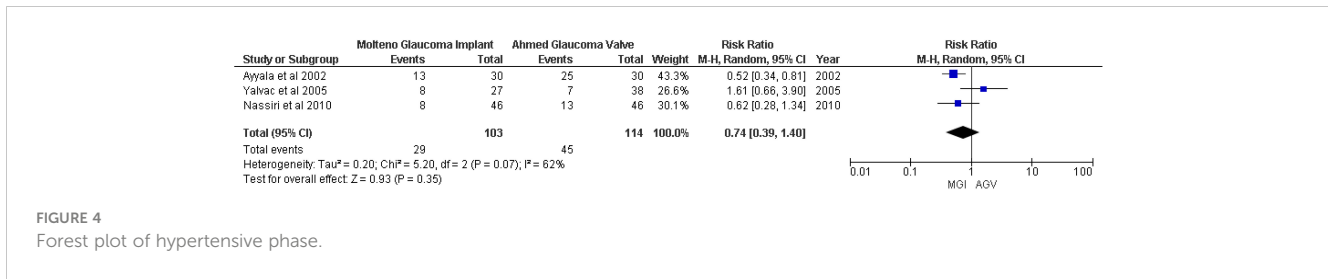 Molteno Glaucoma Implant Ahmed Glaucoma Valve Risk Ratio Risk Ratio
Study or Subgroup Events Total Events Total Weight M-H, Random, 95% CI Year M-H, Random, 95% CI
Ayyala et al 2002 13 30 25 30 43.3% 0.52 [0.34, 0.81] 2002
Yalvac et al 2005 8 27 7 38 26.6% 1.61 [0.66, 3.90] 2005
Nassiri et al 2010 8 46 13 46 30.1% 0.62 [0.28, 1.34] 2010
Total (95% CI) 103 114 100.0% 0.74 [0.39, 1.40]
Total events 29 45
Heterogeneity: Tau² = 0.20; Chi² = 5.20, df = 2 (P = 0.07); I² = 62%
Test for overall effect: Z = 0.93 (P = 0.35)
0.01 0.1 1 10 100
MGI AGV
FIGURE 4
Forest plot of hypertensive phase.